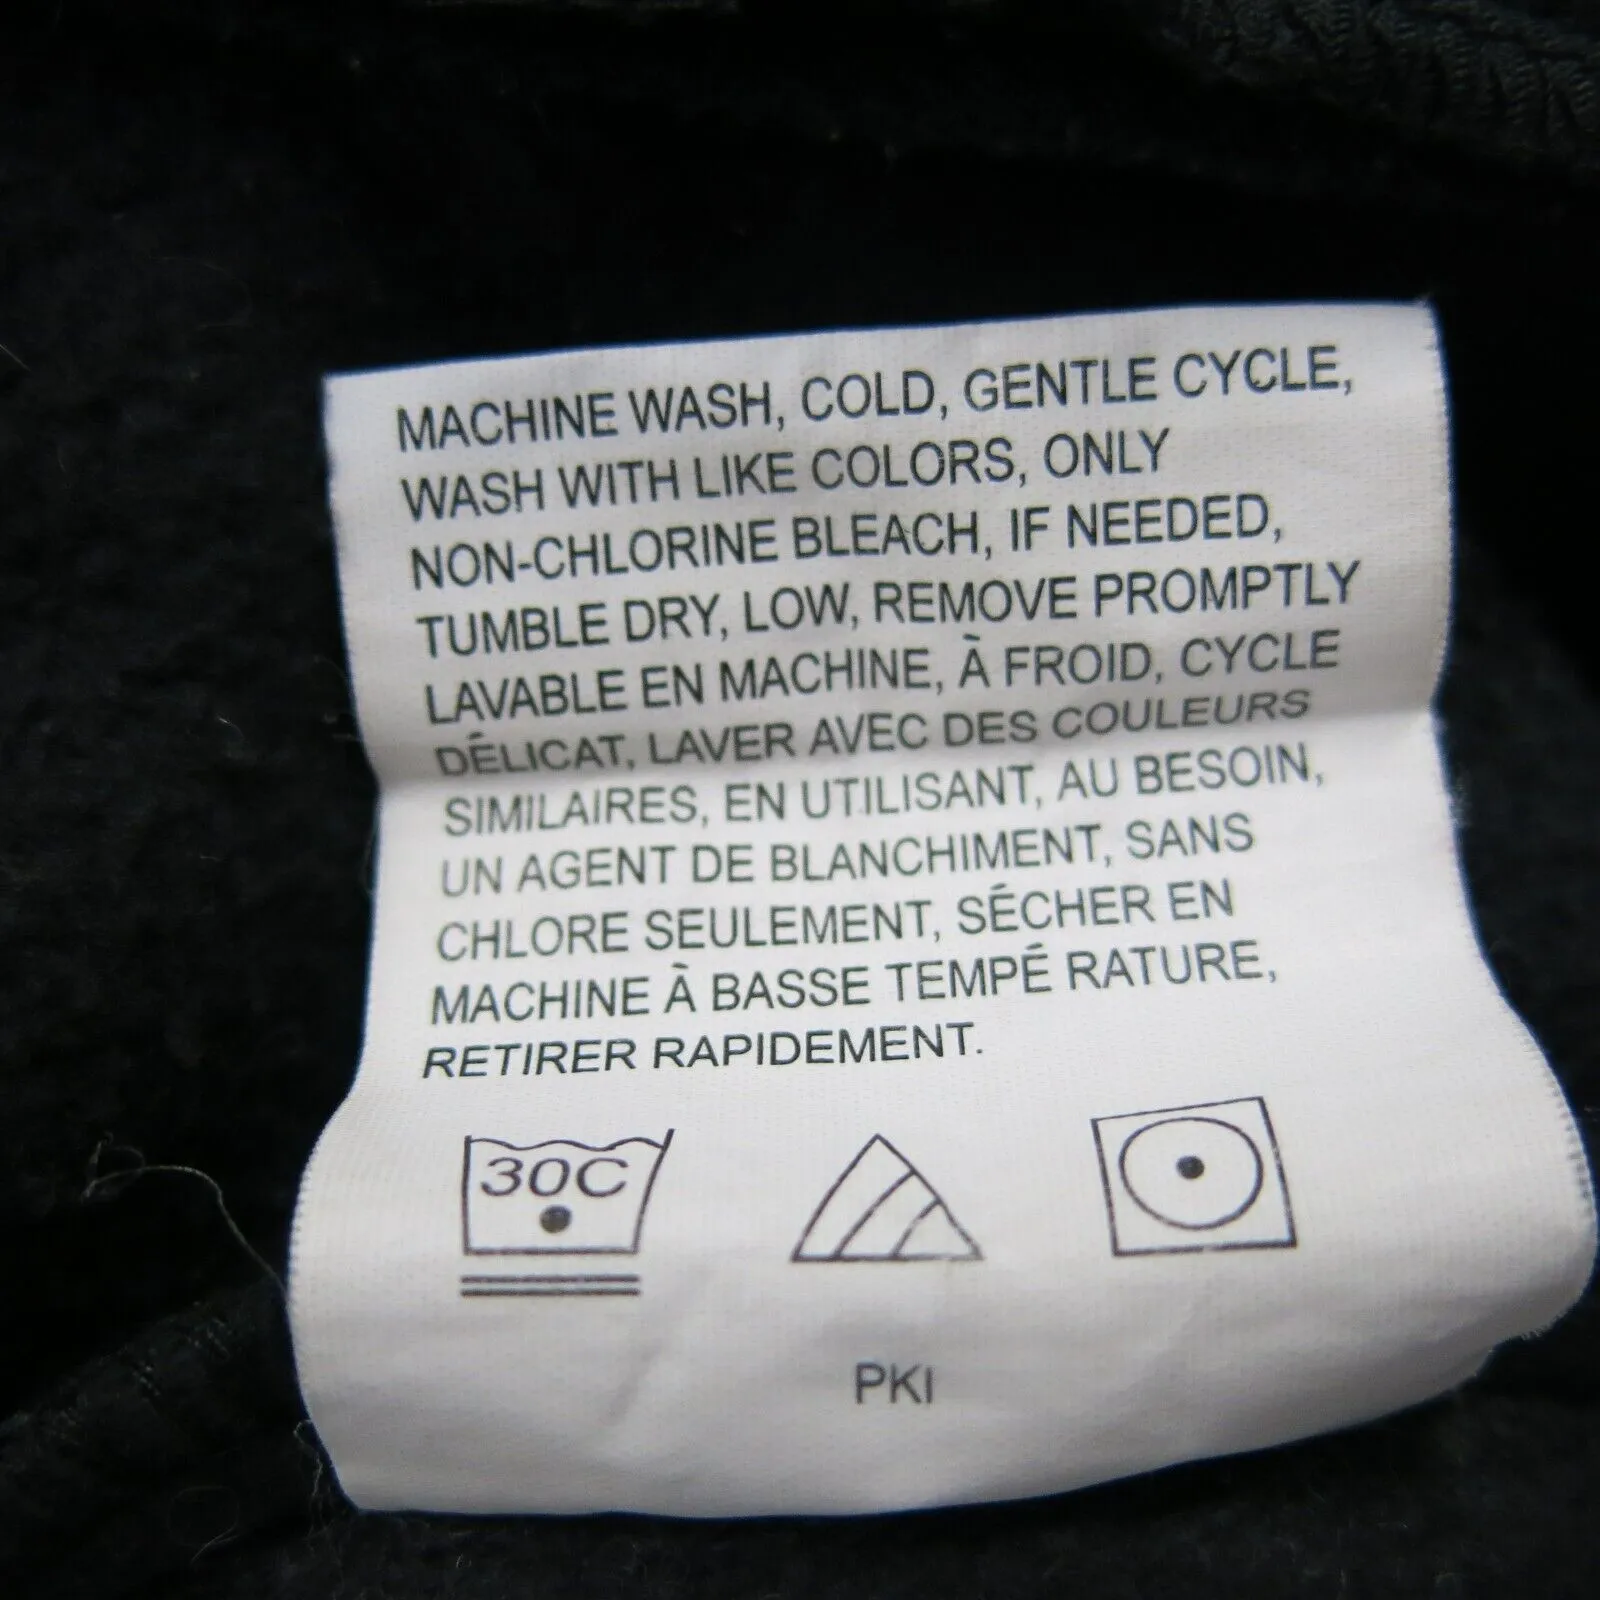 MACHINE WASH, COLD, GENTLE CYCLE,
WASH WITH LIKE COLORS, ONLY
NON-CHLORINE BLEACH, IF NEEDED,
TUMBLE DRY, LOW, REMOVE PROMPTLY
LAVABLE EN MACHINE, À FROID, CYCLE
DÉLICAT, LAVER AVEC DES COULEURS
SIMILAIRES, EN UTILISANT, AU BESOIN,
UN AGENT DE BLANCHIMENT, SANS
CHLORE SEULEMENT, SÉCHER EN
MACHINE À BASSE TEMPÉ RATURE,
RETIRER RAPIDEMENT.
30C
PKI